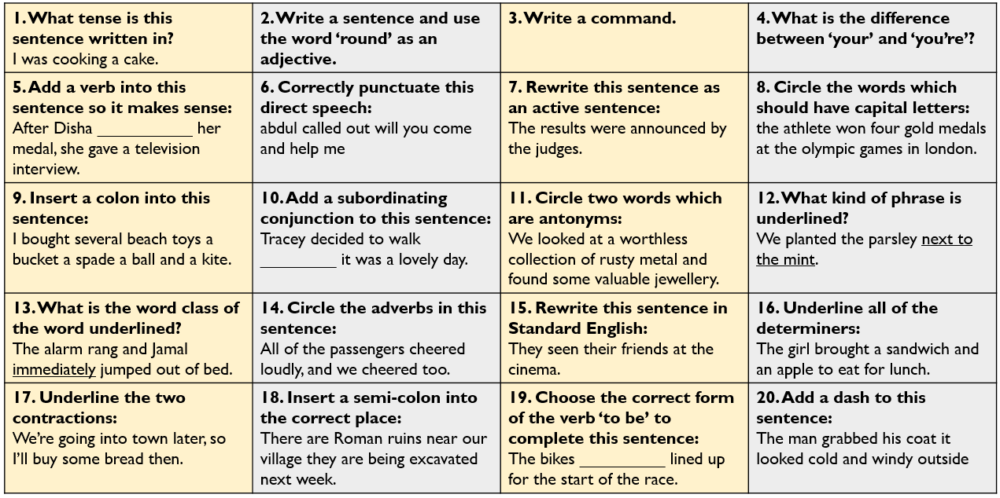 1. What tense is this
sentence written in?
I was cooking a cake.
2. Write a sentence and use
the word ‘round’ as an
adjective.
3. Write a command.
4. What is the difference
between ‘your’ and ‘you’re’?
5. Add a verb into this
sentence so it makes sense:
After Disha ___________ her
medal, she gave a television
interview.
6. Correctly punctuate this
direct speech:
abdul called out will you come
and help me
7. Rewrite this sentence as
an active sentence:
The results were announced by
the judges.
8. Circle the words which
should have capital letters:
the athlete won four gold medals
at the olympic games in london.
9. Insert a colon into this
sentence:
I bought several beach toys a
bucket a spade a ball and a kite.
10. Add a subordinating
conjunction to this sentence:
Tracey decided to walk
_________ it was a lovely day.
11. Circle two words which
are antonyms:
We looked at a worthless
collection of rusty metal and
found some valuable jewellery.
12. What kind of phrase is
underlined?
We planted the parsley next to
the mint.
13. What is the word class of
the word underlined?
The alarm rang and Jamal
immediately jumped out of bed.
14. Circle the adverbs in this
sentence:
All of the passengers cheered
loudly, and we cheered too.
15. Rewrite this sentence in
Standard English:
They seen their friends at the
cinema.
16. Underline all of the
determiners:
The girl brought a sandwich and
an apple to eat for lunch.
17. Underline the two
contractions:
We’re going into town later, so
I’ll buy some bread then.
18. Insert a semi-colon into
the correct place:
There are Roman ruins near our
village they are being excavated
next week.
19. Choose the correct form
of the verb ‘to be’ to
complete this sentence:
The bikes __________ lined up
for the start of the race.
20. Add a dash to this
sentence:
The man grabbed his coat it
looked cold and windy outside